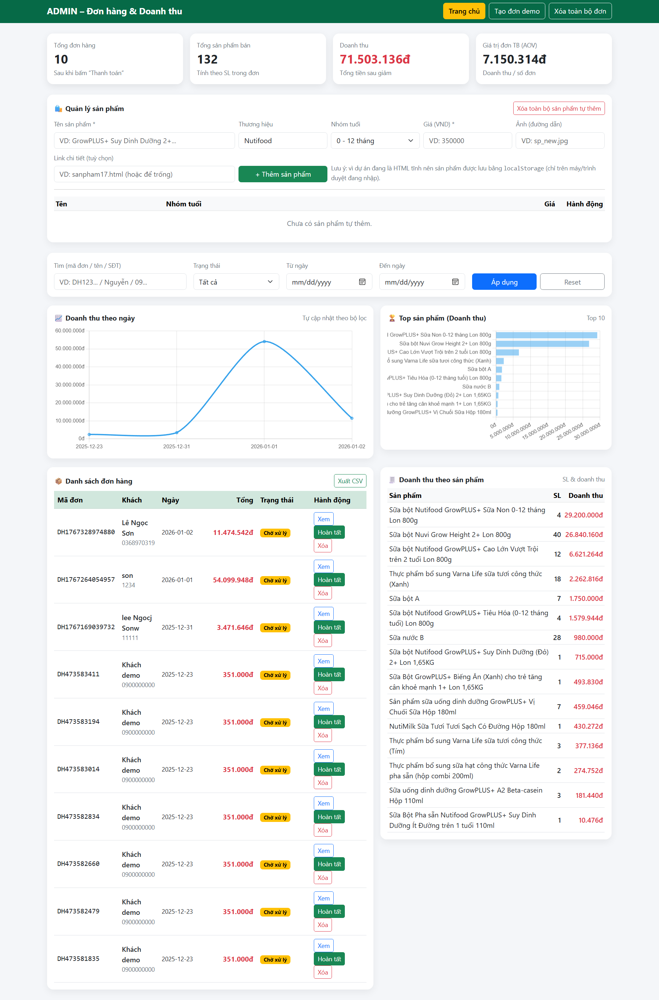 ADMIN – Đơn hàng & Doanh thu
Trang chủ
Tạo đơn demo
Xóa toàn bộ đơn
Tổng đơn hàng
10
Sau khi bấm “Thanh toán”
Tổng sản phẩm bán
132
Tính theo SL trong đơn
Doanh thu
71.503.136đ
Tổng tiền sau giảm
Giá trị đơn TB (AOV)
7.150.314đ
Doanh thu / số đơn
🛍️ Quản lý sản phẩm
Xóa toàn bộ sản phẩm tự thêm
Tên sản phẩm *
VD: GrowPLUS+ Suy Dinh Dưỡng 2+...
Thương hiệu
Nutifood
Nhóm tuổi
0 - 12 tháng
Giá (VND) *
VD: 350000
Ảnh (đường dẫn)
VD: sp_new.jpg
Link chi tiết (tuỳ chọn)
VD: sanpham17.html (hoặc để trống)
+ Thêm sản phẩm
Lưu ý: vì dự án đang là HTML tĩnh nên sản phẩm được lưu bằng localStorage (chỉ trên máy/trình
duyệt đang nhập).
Tên Nhóm tuổi Giá Hành động
Chưa có sản phẩm tự thêm.
Tìm (mã đơn / tên / SĐT)
VD: DH123... / Nguyễn / 09...
Trạng thái
Tất cả
Từ ngày
mm/dd/yyyy
Đến ngày
mm/dd/yyyy
Áp dụng
Reset
📈 Doanh thu theo ngày
Tự cập nhật theo bộ lọc
60.000.000đ
50.000.000đ
40.000.000đ
30.000.000đ
20.000.000đ
10.000.000đ
0đ
2025-12-23 2025-12-31 2026-01-01 2026-01-02
🏆 Top sản phẩm (Doanh thu)
Top 10
GrowPLUS+ Sữa Non 0-12 tháng Lon 800g
Sữa bột Nuvi Grow Height 2+ Lon 800g
US+ Cao Lớn Vượt Trội trên 2 tuổi Lon 800g
sung Varna Life sữa tươi công thức (Xanh)
Sữa bột A
PLUS+ Tiêu Hóa (0-12 tháng tuổi) Lon 800g
Sữa nước B
PLUS+ Suy Dinh Dưỡng (Đỏ) 2+ Lon 1,65KG
cho trẻ tăng cân khoẻ mạnh 1+ Lon 1,65KG
dưỡng GrowPLUS+ Vị Chuối Sữa Hộp 180ml
0đ 5.000.000đ 10.000.000đ 15.000.000đ 20.000.000đ 25.000.000đ 30.000.000đ
📦 Danh sách đơn hàng
Xuất CSV
Mã đơn Khách Ngày Tổng Trạng thái Hành động
DH1767328974880 Lê Ngọc Sơn 0368970319 2026-01-02 11.474.542đ Chờ xử lý Xem Hoàn tất Xóa
DH1767264054957 son 1234 2026-01-01 54.099.948đ Chờ xử lý Xem Hoàn tất Xóa
DH1767169039732 lee Ngocj Sonw 11111 2025-12-31 3.471.646đ Chờ xử lý Xem Hoàn tất Xóa
DH473583411 Khách demo 0900000000 2025-12-23 351.000đ Chờ xử lý Xem Hoàn tất Xóa
DH473583194 Khách demo 0900000000 2025-12-23 351.000đ Chờ xử lý Xem Hoàn tất Xóa
DH473583014 Khách demo 0900000000 2025-12-23 351.000đ Chờ xử lý Xem Hoàn tất Xóa
DH473582834 Khách demo 0900000000 2025-12-23 351.000đ Chờ xử lý Xem Hoàn tất Xóa
DH473582660 Khách demo 0900000000 2025-12-23 351.000đ Chờ xử lý Xem Hoàn tất Xóa
DH473582479 Khách demo 0900000000 2025-12-23 351.000đ Chờ xử lý Xem Hoàn tất Xóa
DH473581835 Khách demo 0900000000 2025-12-23 351.000đ Chờ xử lý Xem Hoàn tất Xóa
🧾 Doanh thu theo sản phẩm
SL & doanh thu
Sản phẩm SL Doanh thu
Sữa bột Nutifood GrowPLUS+ Sữa Non 0-12 tháng
Lon 800g 4 29.200.000đ
Sữa bột Nuvi Grow Height 2+ Lon 800g 40 26.840.160đ
Sữa bột Nutifood GrowPLUS+ Cao Lớn Vượt Trội
trên 2 tuổi Lon 800g 12 6.621.264đ
Thực phẩm bổ sung Varna Life sữa tươi công thức
(Xanh) 18 2.262.816đ
Sữa bột A 7 1.750.000đ
Sữa bột Nutifood GrowPLUS+ Tiêu Hóa (0-12 tháng
tuổi) Lon 800g 4 1.579.944đ
Sữa nước B 28 980.000đ
Sữa bột Nutifood GrowPLUS+ Suy Dinh Dưỡng (Đỏ)
2+ Lon 1,65KG 1 715.000đ
Sữa Bột GrowPLUS+ Biếng Ăn (Xanh) cho trẻ tăng
cân khoẻ mạnh 1+ Lon 1,65KG 1 493.830đ
Sản phẩm sữa uống dinh dưỡng GrowPLUS+ Vị
Chuối Sữa Hộp 180ml 7 459.046đ
NutiMilk Sữa Tươi Tươi Sạch Có Đường Hộp 180ml 1 430.272đ
Thực phẩm bổ sung Varna Life sữa tươi công thức
(Tím) 3 377.136đ
Thực phẩm bổ sung sữa hạt công thức Varna Life
pha sẵn (hộp combi 200ml) 2 274.752đ
Sữa uống dinh dưỡng GrowPLUS+ A2 Beta-casein
Hộp 110ml 3 181.440đ
Sữa Bột Pha sẵn Nutifood GrowPLUS+ Suy Dinh
Dưỡng Ít Đường trên 1 tuổi 110ml 1 10.476đ